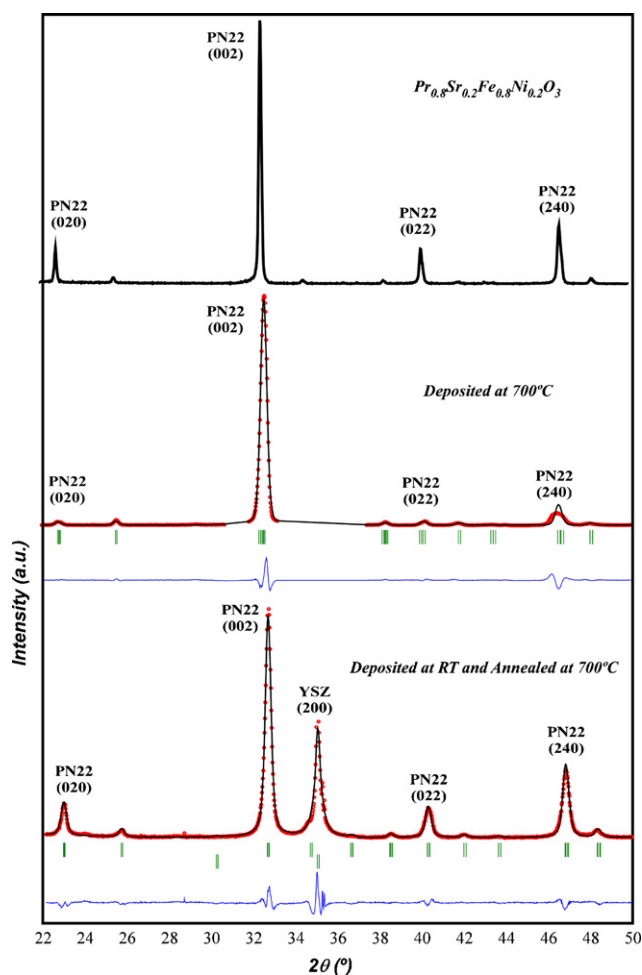 PN22
(002)
Pr0.8Sr0.2Fe0.8Ni0.2O3
PN22
(020)
PN22
(022)
PN22
(240)
PN22
(002)
Deposited at 700ºC
PN22
(020)
PN22
(022)
PN22
(240)
PN22
(002)
Deposited at RT and Annealed at 700ºC
YSZ
(200)
PN22
(020)
PN22
(022)
PN22
(240)
Intensity (a.u.)
22 24 26 28 30 32 34 36 38 40 42 44 46 48 50
2θ (º)